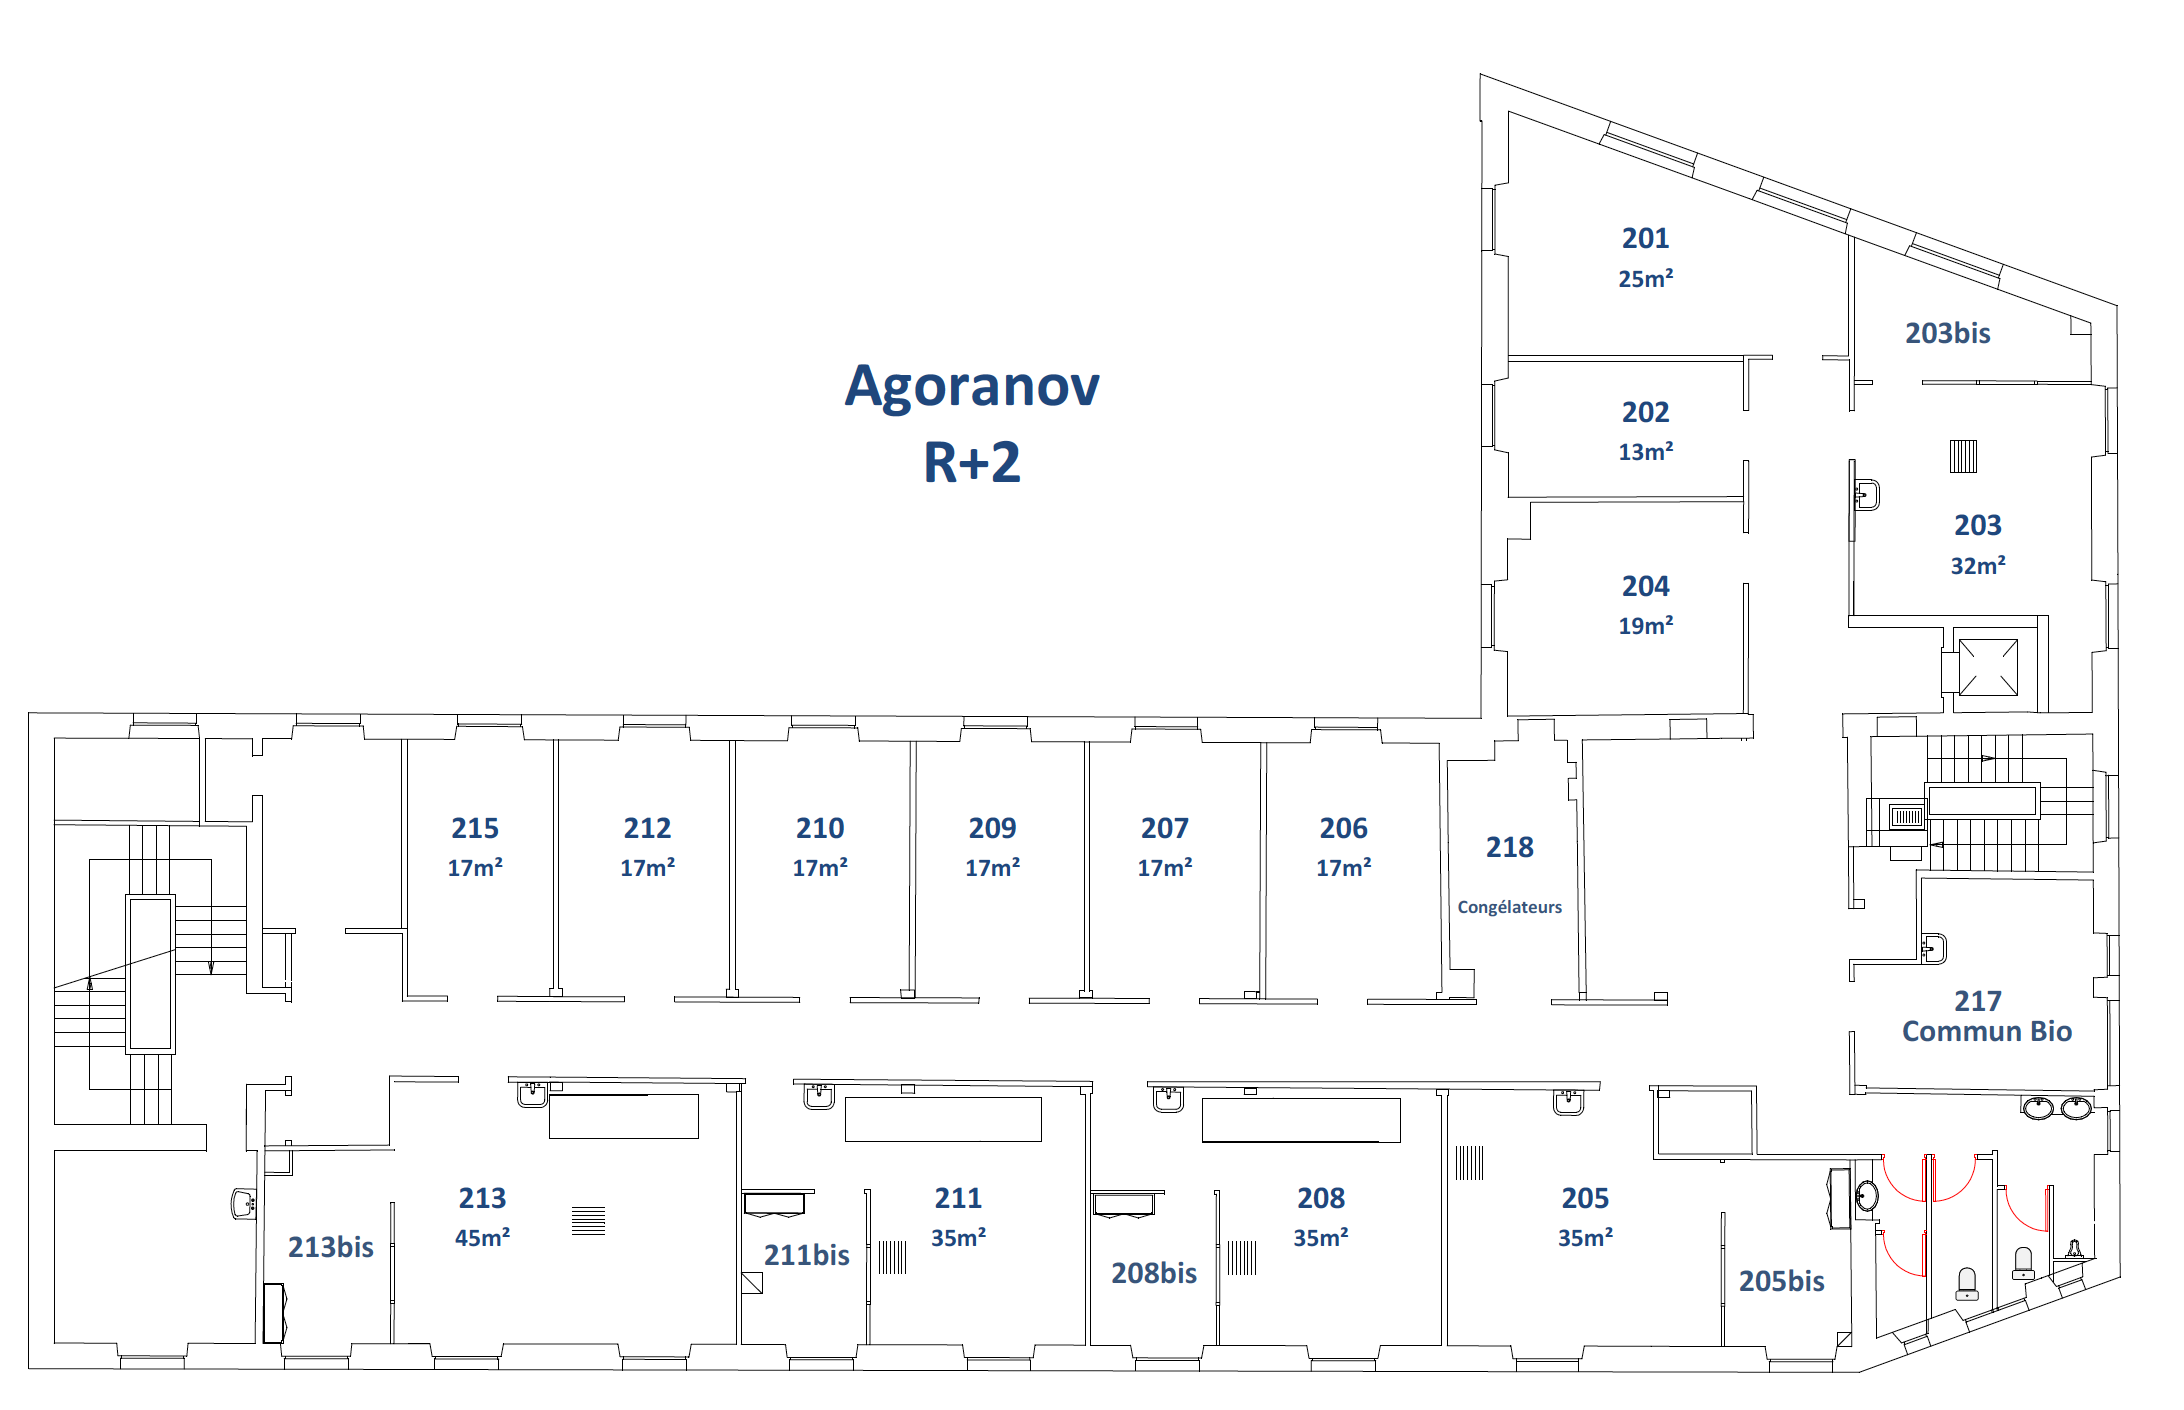 Agoranov
R+2
201
25m²
203bis
202
13m²
203
32m²
204
19m²
215
17m²
212
17m²
210
17m²
209
17m²
207
17m²
206
17m²
218
Congélateurs
217
Commun Bio
213
45m²
213bis
211
35m²
211bis
208
35m²
208bis
205
35m²
205bis